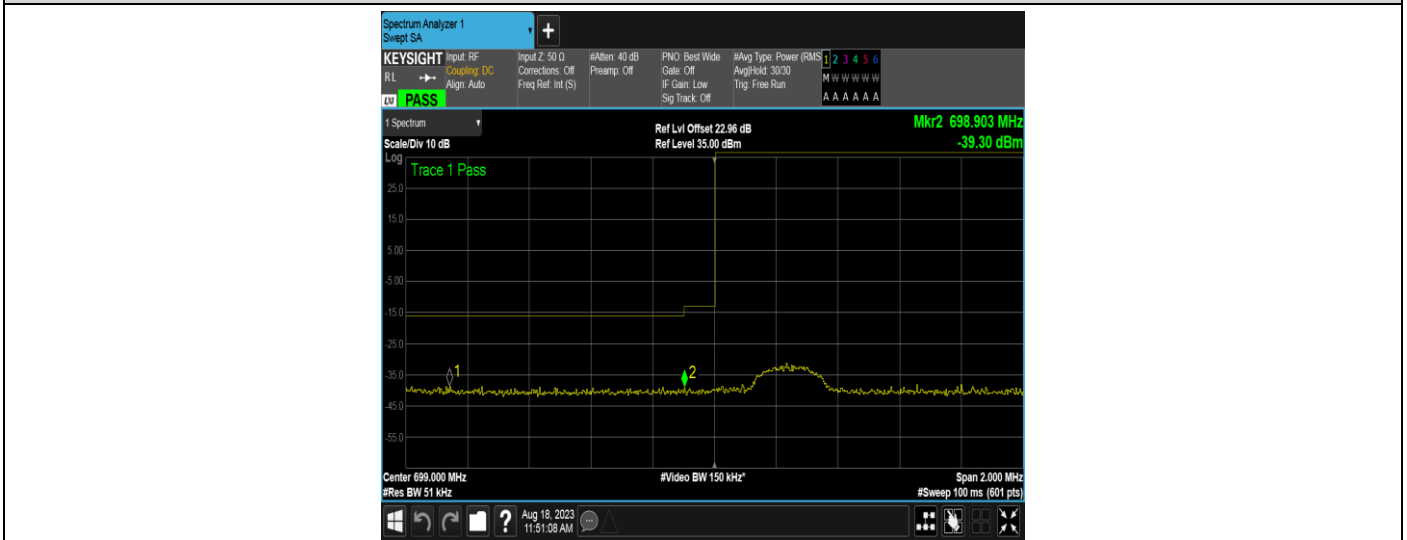 Spectrum Analyzer 1
Swept SA
+
KEYSIGHT Input: RF Input Z: 50 Ω #Atten: 40 dB PNO: Best Wide #Avg Type: Power (RMS 1 2 3 4 5 6
RL Coupling: DC Corrections: Off Preamp: Off Gate: Off Avg|Hold: 30/30 M W W W W W
Align: Auto Freq Ref: Int (S) IF Gain: Low Trig: Free Run
LXI PASS Sig Track: Off A A A A A A
1 Spectrum Ref Lvl Offset 22.96 dB Mkr2 698.903 MHz
Scale/Div 10 dB Ref Level 35.00 dBm -39.30 dBm
Log
Trace 1 Pass
25.0
15.0
5.00
-5.00
-15.0
-25.0
-35.0 1 2
-45.0
-55.0
Center 699.000 MHz #Video BW 150 kHz* Span 2.000 MHz
#Res BW 51 kHz #Sweep 100 ms (601 pts)
? Aug 18, 2023
11:51:08 AM